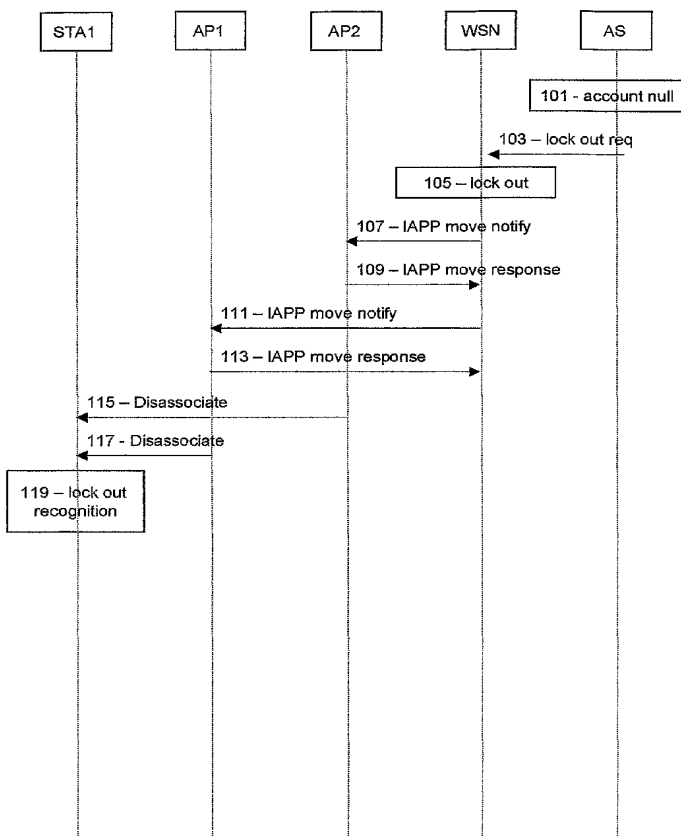 STA1 AP1 AP2 WSN AS
101 - account null
103 – lock out req
105 – lock out
107 – IAPP move notify
109 – IAPP move response
111 – IAPP move notify
113 – IAPP move response
115 – Disassociate
117 - Disassociate
119 – lock out
recognition